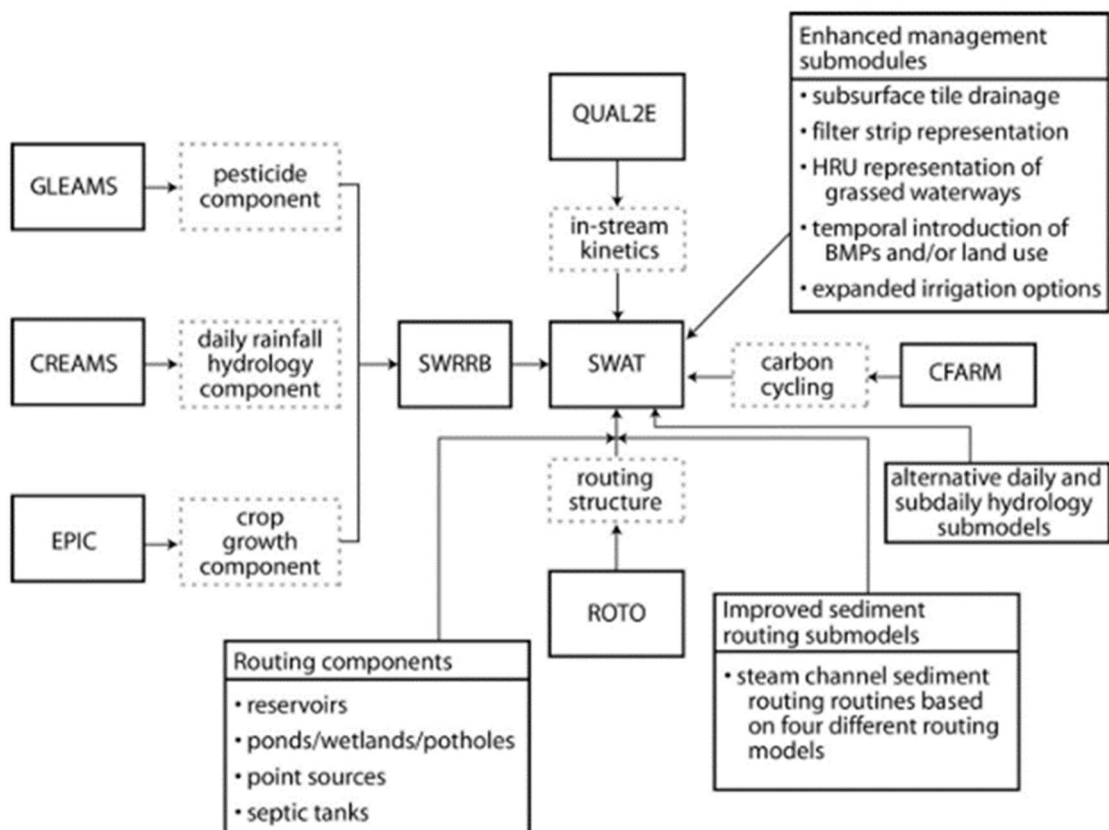 Enhanced management
submodules
• subsurface tile drainage
• filter strip representation
• HRU representation of
grassed waterways
• temporal introduction of
BMPs and/or land use
• expanded irrigation options
QUAL2E
in-stream
kinetics
GLEAMS
pesticide
component
CREAMS
daily rainfall
hydrology
component
SWRRB
SWAT
carbon
cycling
CFARM
EPIC
crop
growth
component
routing
structure
ROTO
alternative daily and
subdaily hydrology
submodels
Routing components
• reservoirs
• ponds/wetlands/potholes
• point sources
• septic tanks
Improved sediment
routing submodels
• steam channel sediment
routing routines based
on four different routing
models